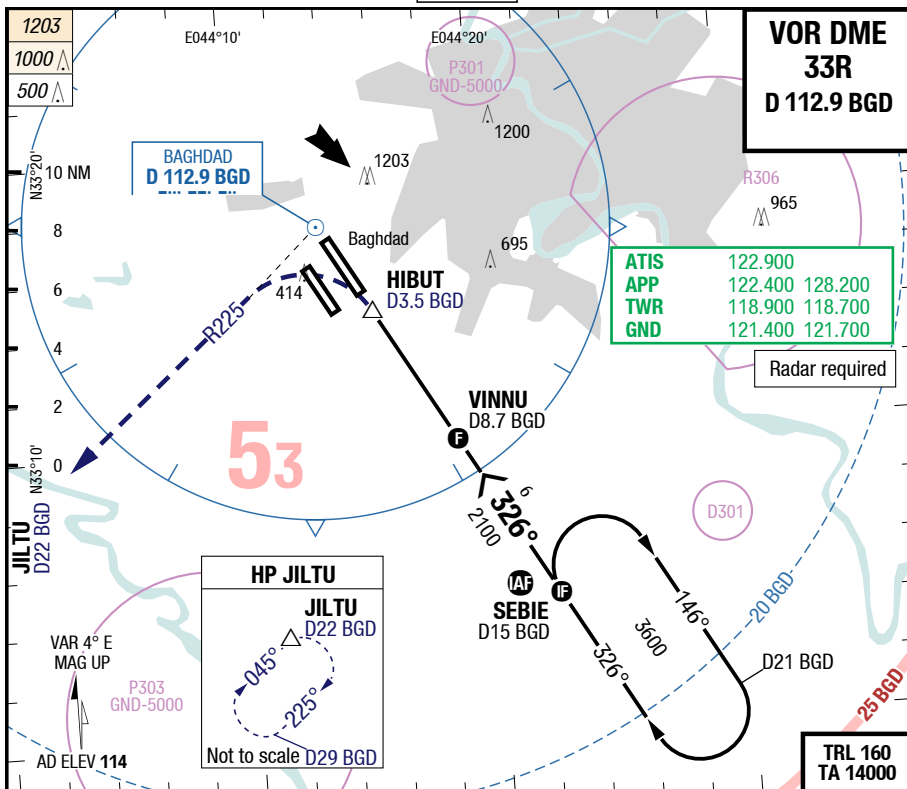 1203
1000
500
E044°10'
E044°20'
P301
GND-5000
VOR DME
33R
D 112.9 BGD
N33°20'
10 NM
8
6
4
2
0
N33°10'
BAGHDAD
D 112.9 BGD
1203
1200
R306
965
695
Baghdad
414
HIBUT
D3.5 BGD
R225
ATIS 122.900
APP 122.400 128.200
TWR 118.900 118.700
GND 121.400 121.700
Radar required
VINNU
D8.7 BGD
F
53
6
326°
2100
D301
JILTU
D22 BGD
IAF
IF
SEBIE
D15 BGD
146°
3600
326°
D21 BGD
20 BGD
25 BGD
HP JILTU
JILTU
D22 BGD
045°
225°
Not to scale
D29 BGD
VAR 4° E
MAG UP
P303
GND-5000
AD ELEV 114
TRL 160
TA 14000